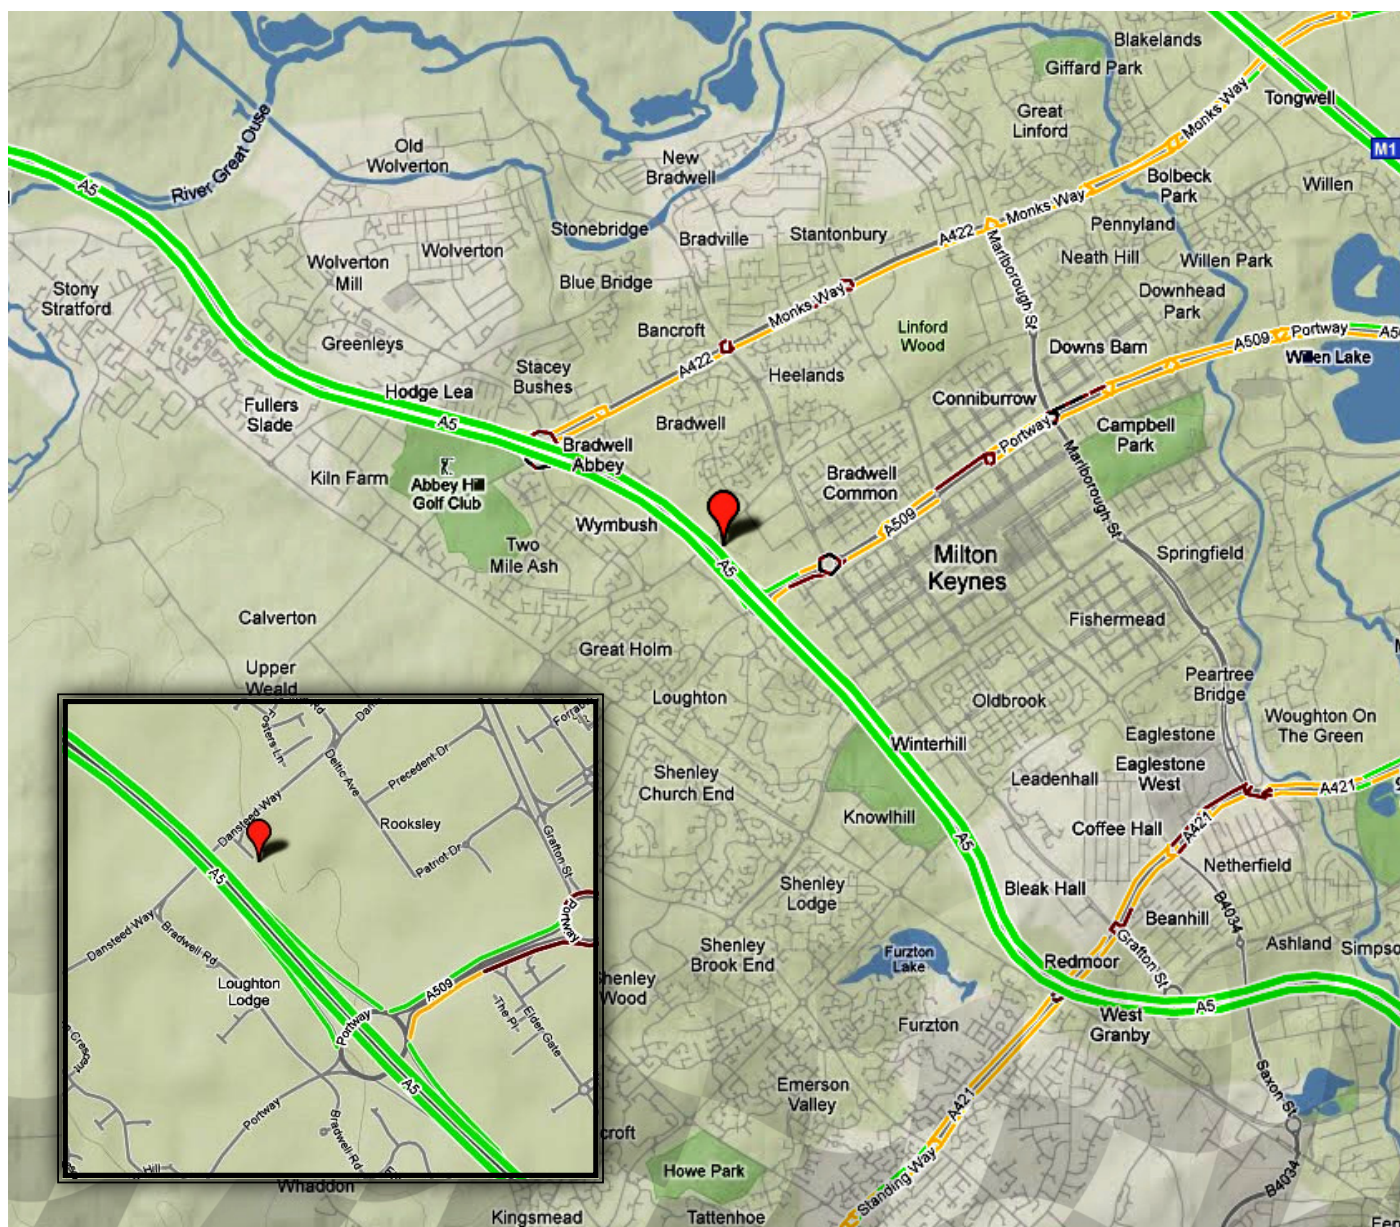 Blakelands
Giffard Park
Tongwell
Monks Way
M1
Great
Linford
River Great Ouse
Old
Wolverton
New
Bradwell
Bolbeck
Park
Willen
A5
Monks Way
Stonebridge
Bradville
Stantonbury
A422
Pennyland
Wolverton
Marlborough St
Neath Hill
Willen Park
Wolverton
Mill
Blue Bridge
Stony
Stratford
Monks Way
Downhead
Park
Bancroft
Linford
Wood
A509
Portway
Greenleys
A422
Downs Barn
Willen Lake
Stacey
Bushes
Heelands
Hodge Lea
Conniburrow
Fullers
Slade
A5
Bradwell
Portway
Campbell
Park
Bradwell
Abbey
Kiln Farm
Abbey Hill
Golf Club
Bradwell
Common
Marlborough St
Wymbush
A509
Two
Mile Ash
A5
Milton
Keynes
Springfield
Calverton
Fishermead
Great Holm
Upper
Weald
Loughton
Oldbrook
Peartree
Bridge
Winterhill
Eaglestone
Woughton On
The Green
Shenley
Church End
Leadenhall
Eaglestone
West
A421
Knowlhill
A5
Coffee Hall
A421
Netherfield
Shenley
Lodge
Bleak Hall
Beanhill
B4034
Shenley
Brook End
Furzton
Lake
Redmoor
Grafton St
Ashland
Simpso
Shenley
Wood
Furzton
West
Granby
A5
Emerson
Valley
A421
Saxon St
croft
Howe Park
Standing Way
B4034
Whaddon
Kingsmead
Tattenhoe
Fosters Ln
Rd
Dan
Deltic Ave
Precedent Dr
Dansteed Way
Rooksley
Patriot Dr
Grafton St
A5
Portway
Dansteed Way
Bradwell Rd
Loughton
Lodge
A509
The Pl
Elder Gate
Portway
A5
Portway
Bradwell Rd
Hill